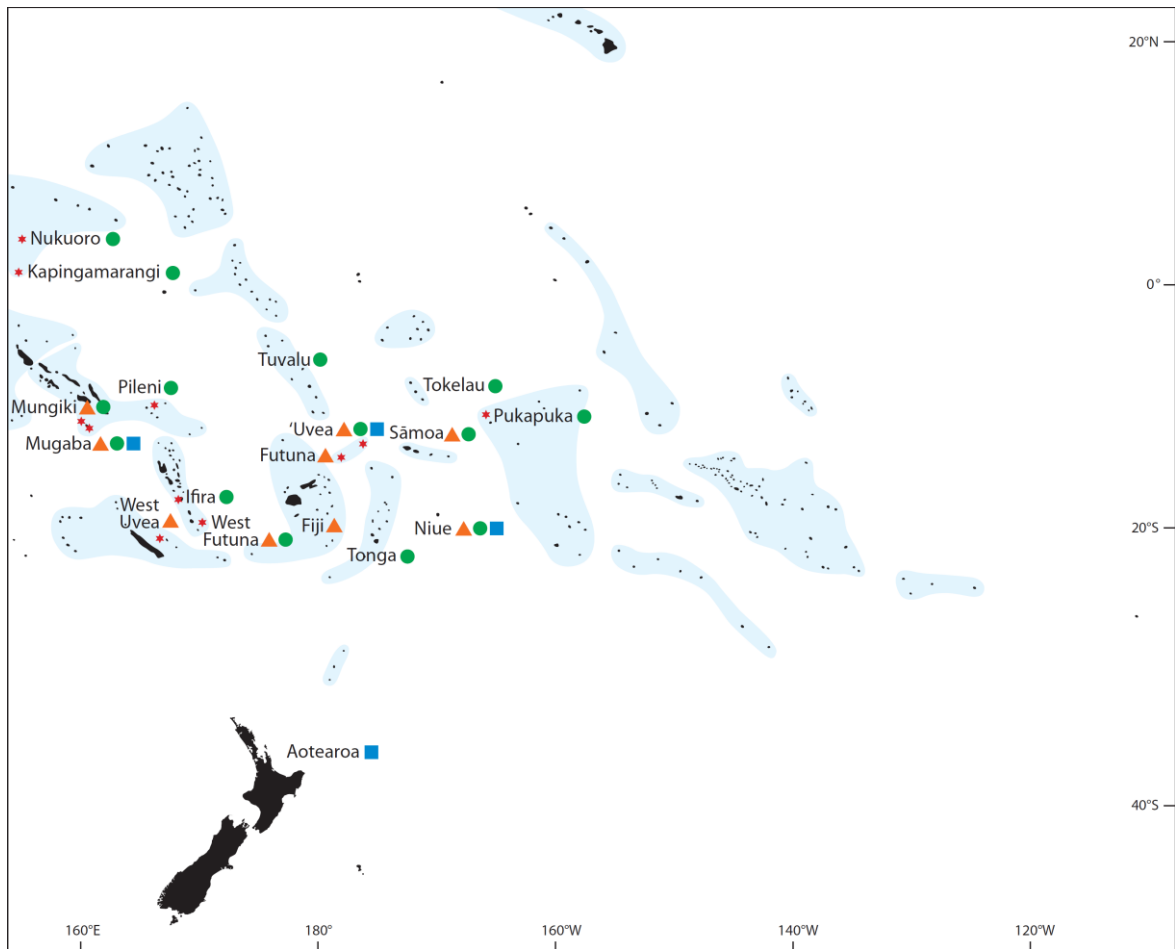 20°N
Nukuoro
Kapingamarangi
0°
Tuvalu
Pileni
Tokelau
Mungiki
Pukapuka
'Uvea
Sāmoa
Mugaba
Futuna
Ifira
West
Uvea
West
Futuna
Fiji
Niue
20°S
Tonga
Aotearoa
40°S
160°E
180°
160°W
140°W
120°W